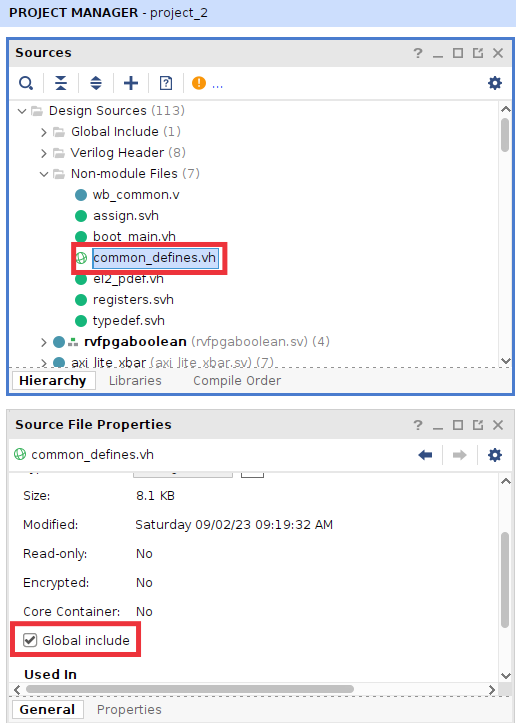 PROJECT MANAGER - project_2
Sources
? _
...
Design Sources (113)
Global Include (1)
Verilog Header (8)
Non-module Files (7)
wb_common.v
assign.svh
boot_main.vh
common_defines.vh
el2_pdef.vh
registers.svh
typedef.svh
rvfpgaboolean (rvfpgaboolean.sv) (4)
axi_lite_xbar (axi_lite_xbar.sv) (7)
Hierarchy Libraries Compile Order
Source File Properties
? _
common_defines.vh
Size: 8.1 KB
Modified: Saturday 09/02/23 09:19:32 AM
Read-only: No
Encrypted: No
Core Container: No
Global include
Used In
General Properties